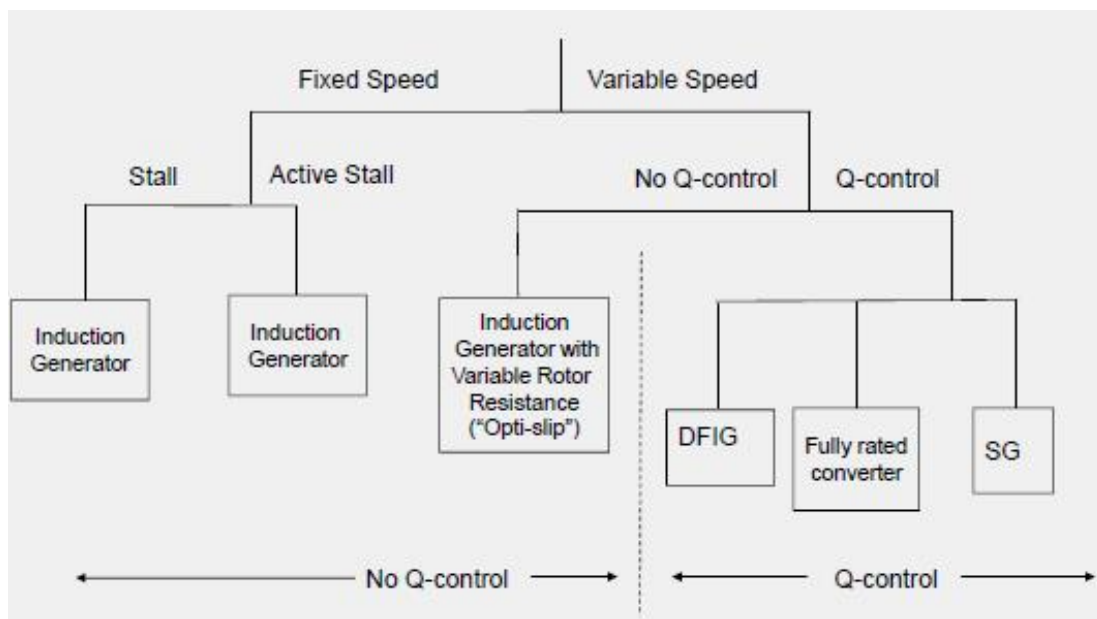 Fixed Speed
Variable Speed
Stall
Active Stall
No Q-control
Q-control
Induction
Generator
Induction
Generator
Induction
Generator with
Variable Rotor
Resistance
(“Opti-slip”)
DFIG
Fully rated
converter
SG
No Q-control
Q-control